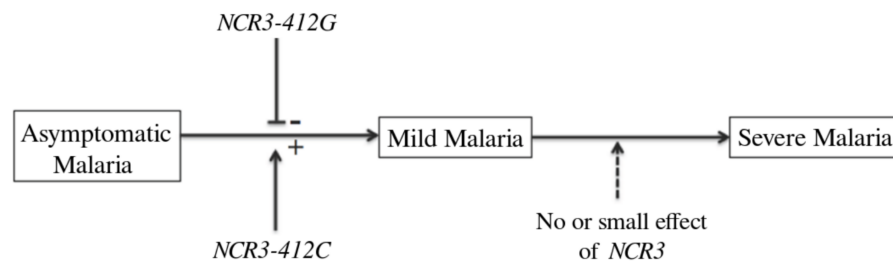 NCR3-412G
-
Asymptomatic
Malaria
Mild Malaria
Severe Malaria
+
NCR3-412C
No or small effect
of NCR3